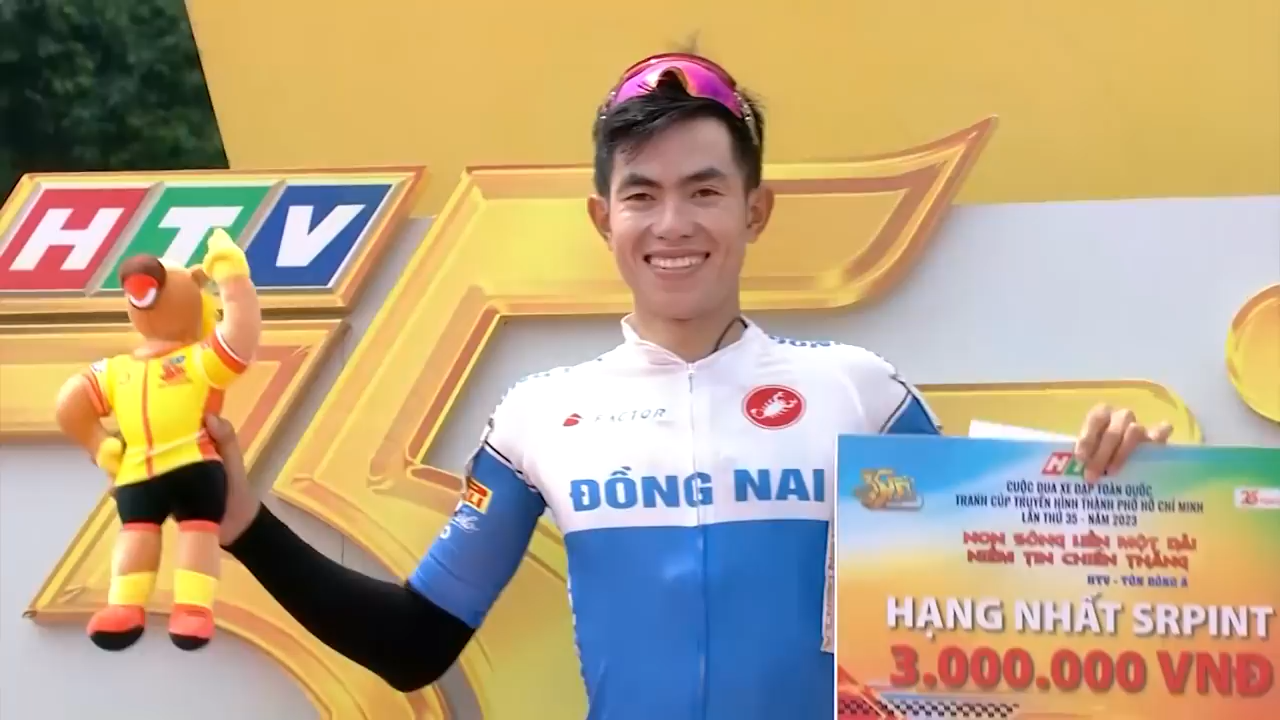 HTV
35
FACTOR
ĐỒNG NAI
HTV
CUỘC ĐUA XE ĐẠP TOÀN QUỐC
TRANH CÚP TRUYỀN HÌNH THÀNH PHỐ HỒ CHÍ MINH
LẦN THỨ 35 - NĂM 2023
NON SÔNG LIỀN MỘT DẢI
NIỀM TIN CHIẾN THẮNG
HTV - TÔN ĐÔNG Á
HẠNG NHẤT SRPINT
3.000.000 VNĐ